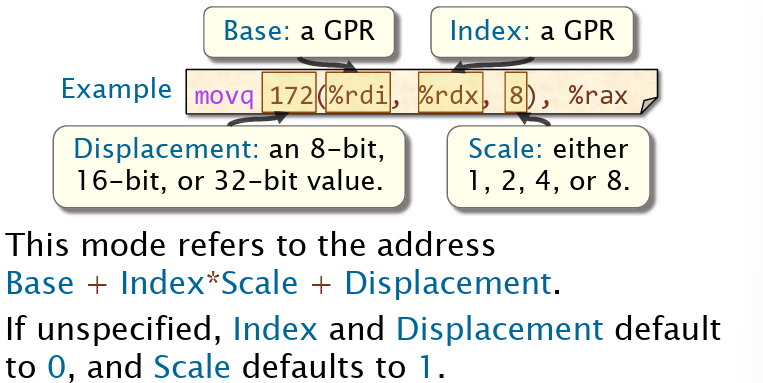 Base: a GPR
Index: a GPR
Example
movq 172(%rdi, %rdx, 8), %rax
Displacement: an 8-bit,
16-bit, or 32-bit value.
Scale: either
1, 2, 4, or 8.
This mode refers to the address
Base + Index*Scale + Displacement.
If unspecified, Index and Displacement default
to 0, and Scale defaults to 1.